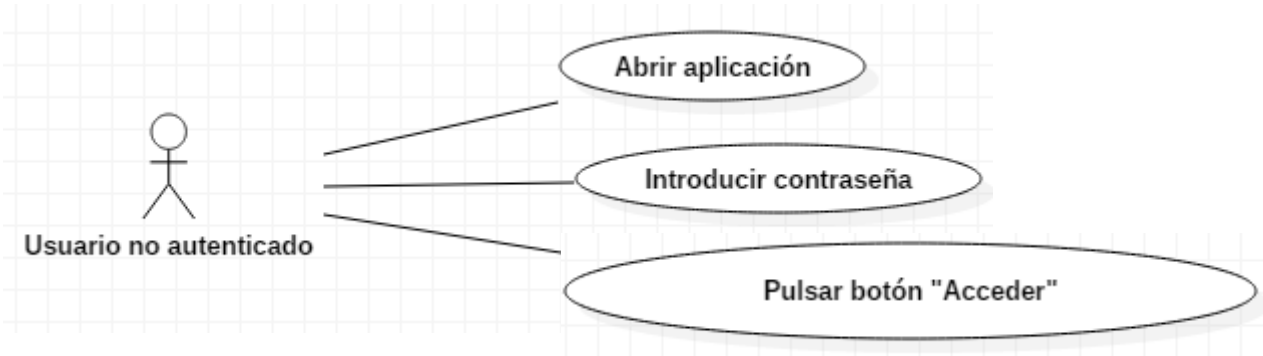 Abrir aplicación
Introducir contraseña
Usuario no autenticado
Pulsar botón "Acceder"